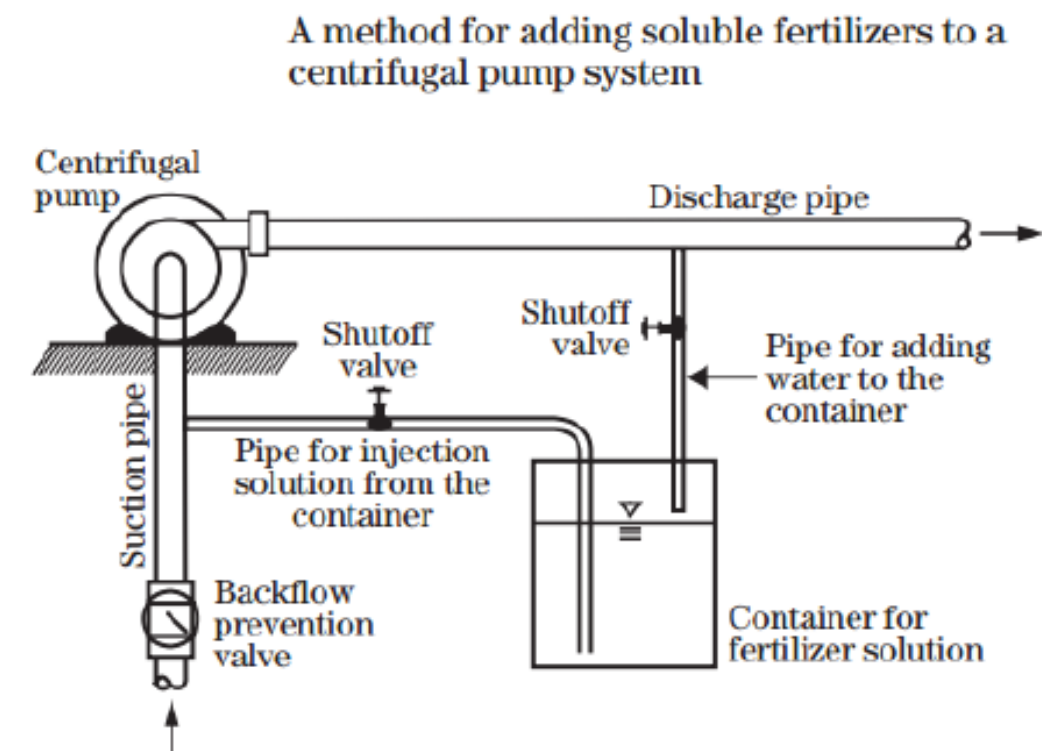 A method for adding soluble fertilizers to a
centrifugal pump system
Centrifugal
pump
Discharge pipe
Shutoff
valve
Shutoff
valve
Pipe for adding
water to the
container
Suction pipe
Pipe for injection
solution from the
container
Backflow
prevention
valve
Container for
fertilizer solution